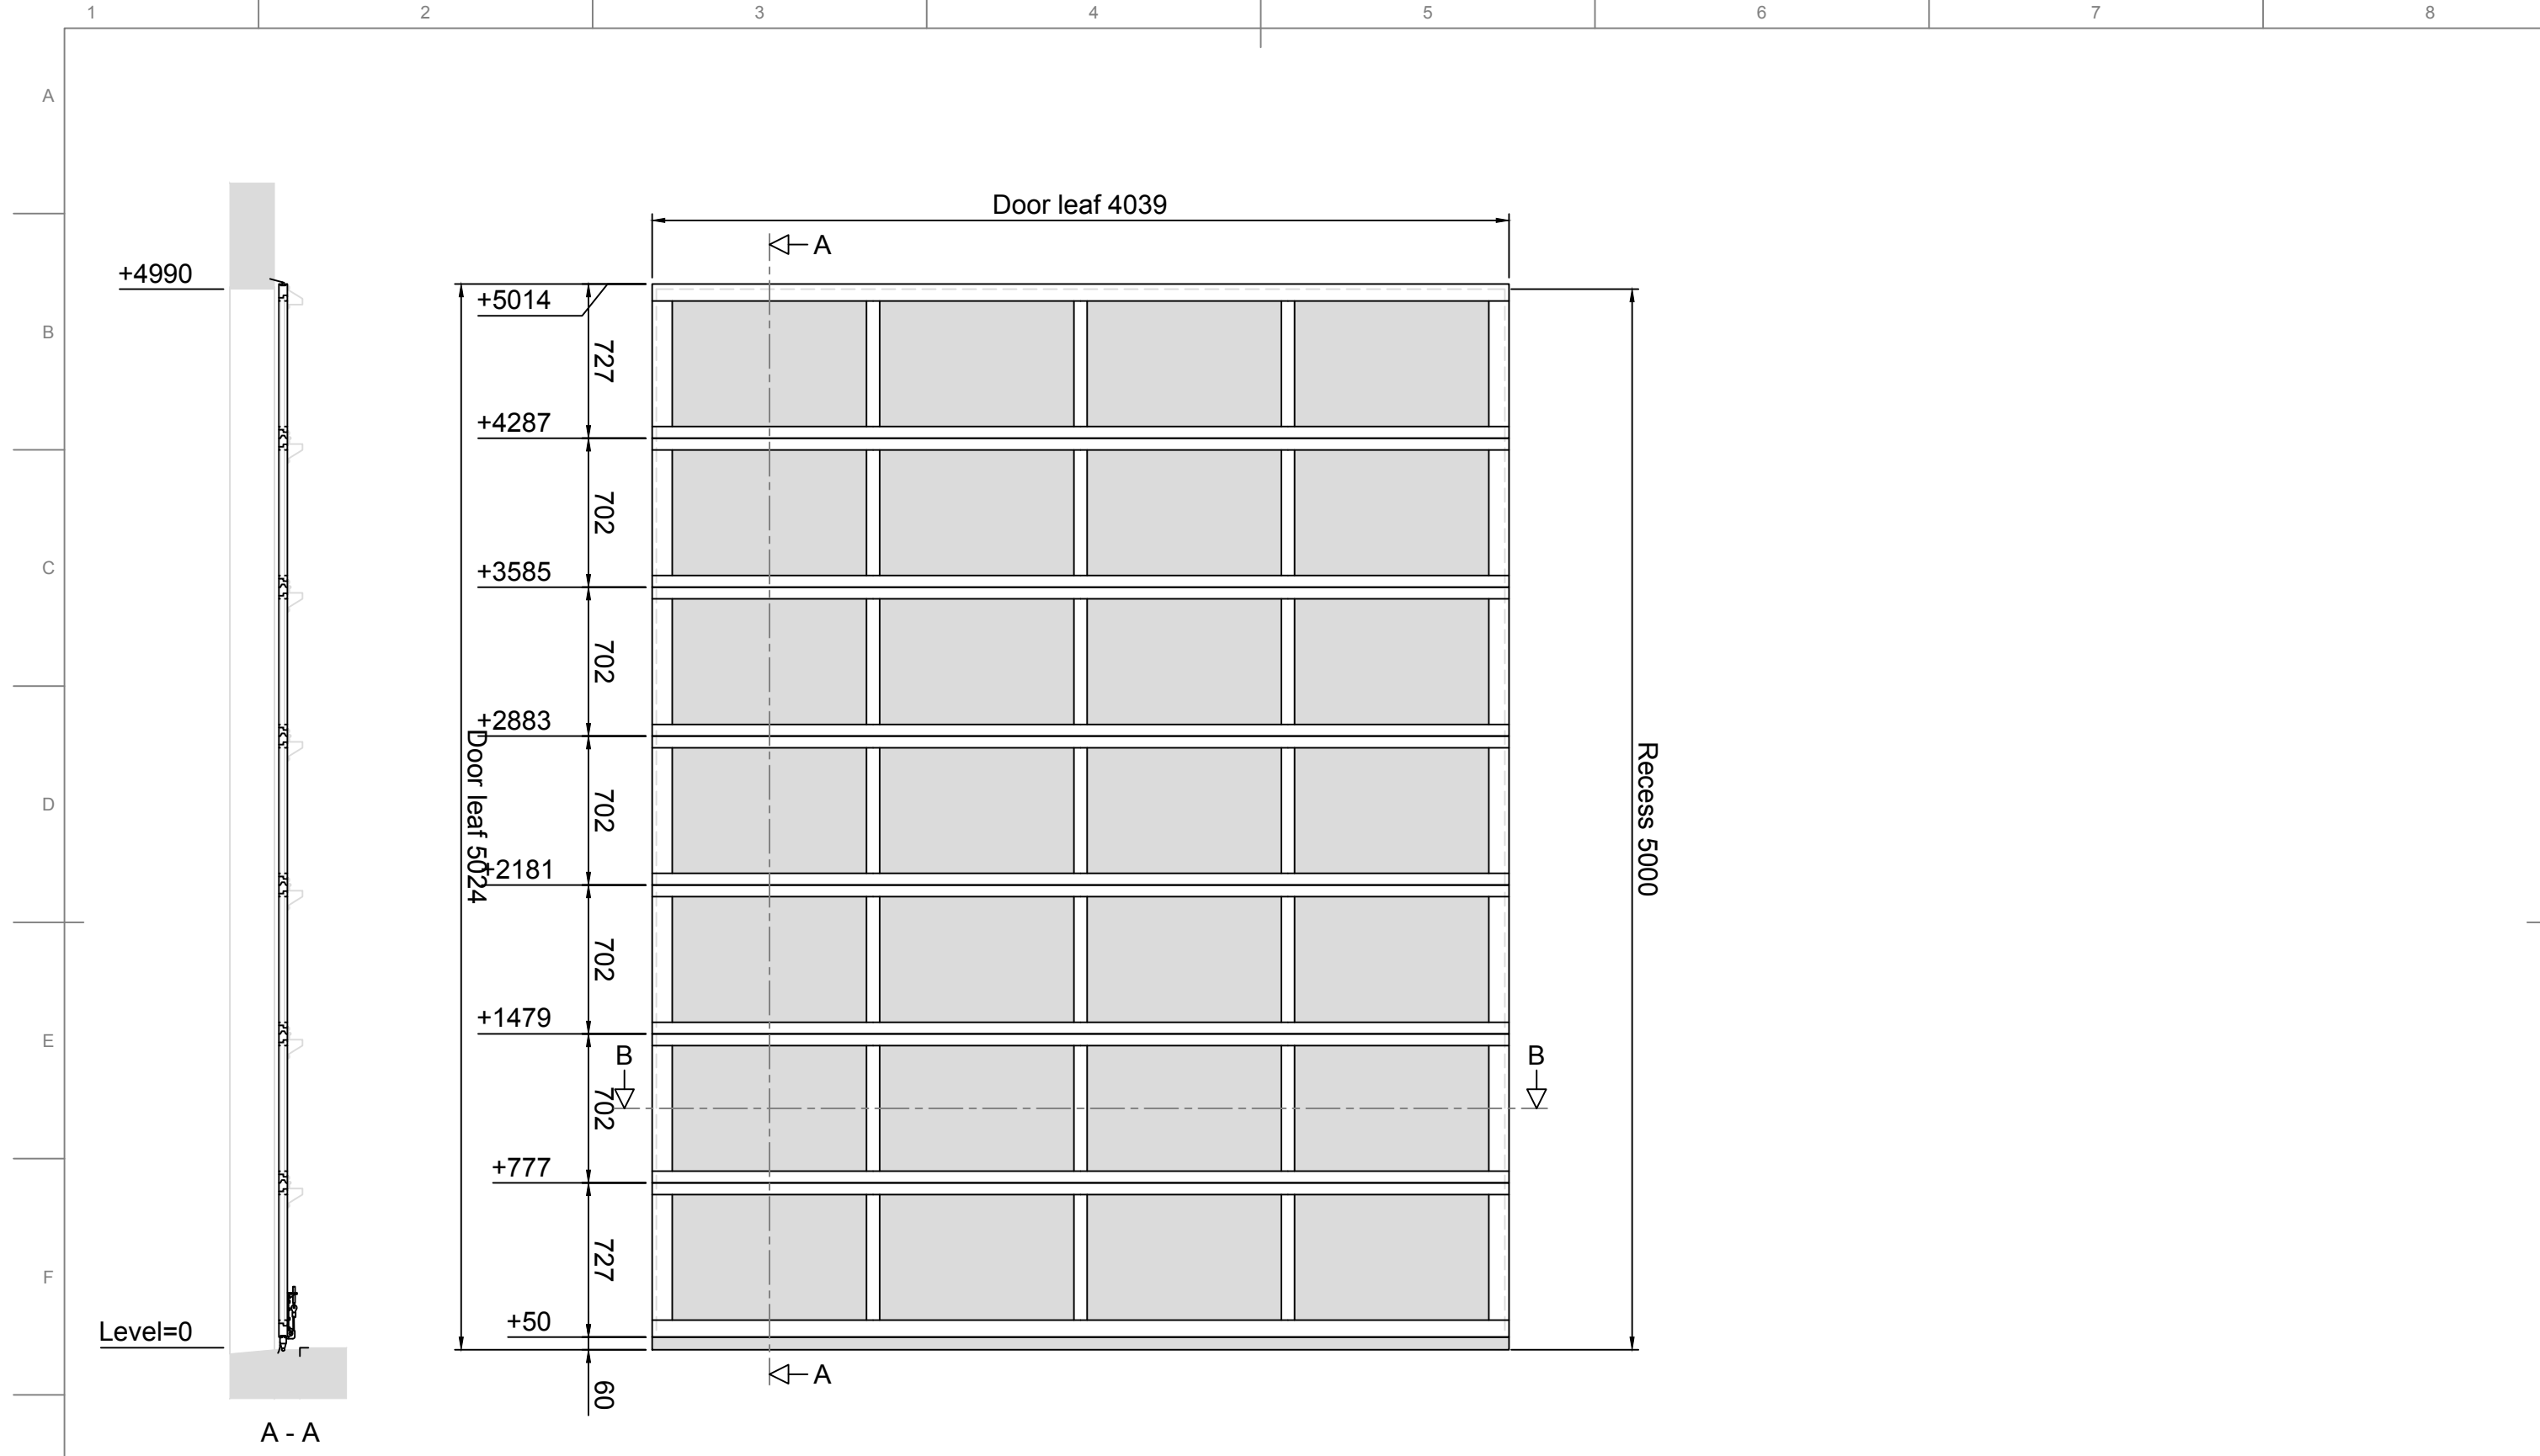 1 2 3 4 5 6 7 8
A
B
C
D
E
F
+4990
Level=0
A - A
Door leaf 4039
A
+5014
727
+4287
702
+3585
702
+2883
702
Door leaf 5024
+2181
702
+1479
B
B
702
+777
727
+50
60
A
Recess 5000